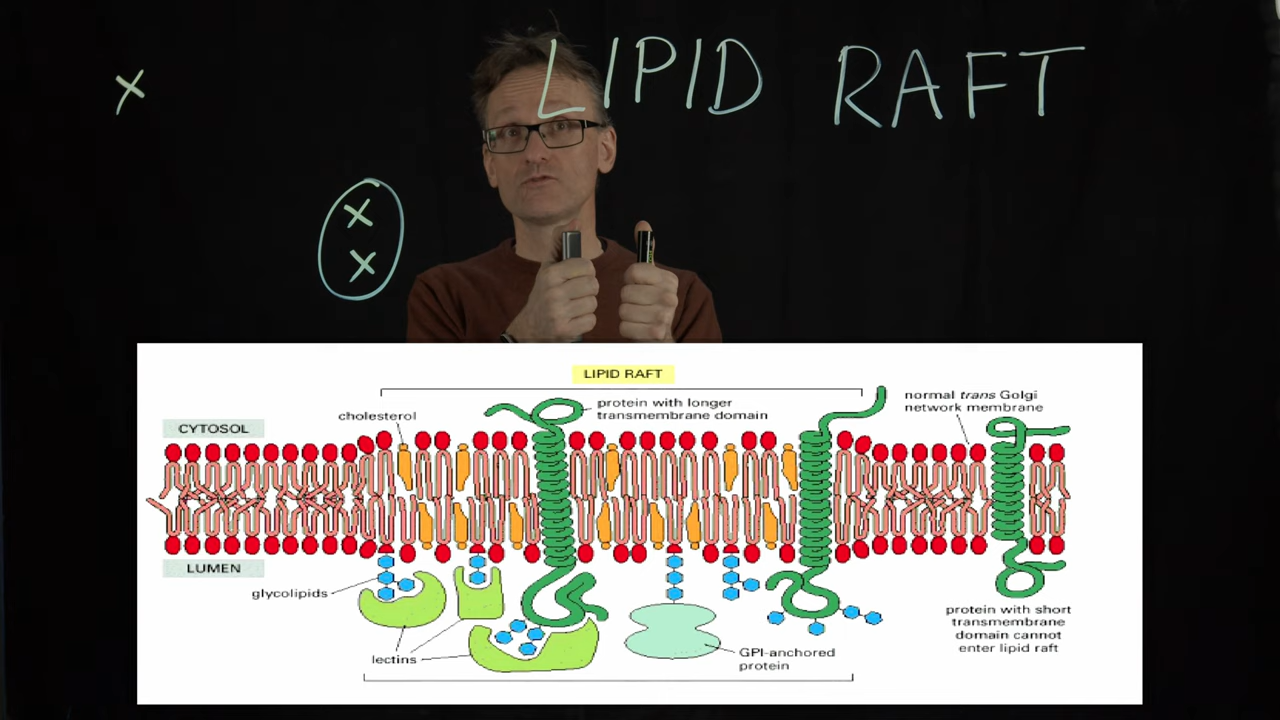 LIPID RAFT
X
X
X
LIPID RAFT
cholesterol
protein with longer
transmembrane domain
normal trans Golgi
network membrane
CYTOSOL
LUMEN
glycolipids
lectins
GPI-anchored
protein
protein with short
transmembrane
domain cannot
enter lipid raft